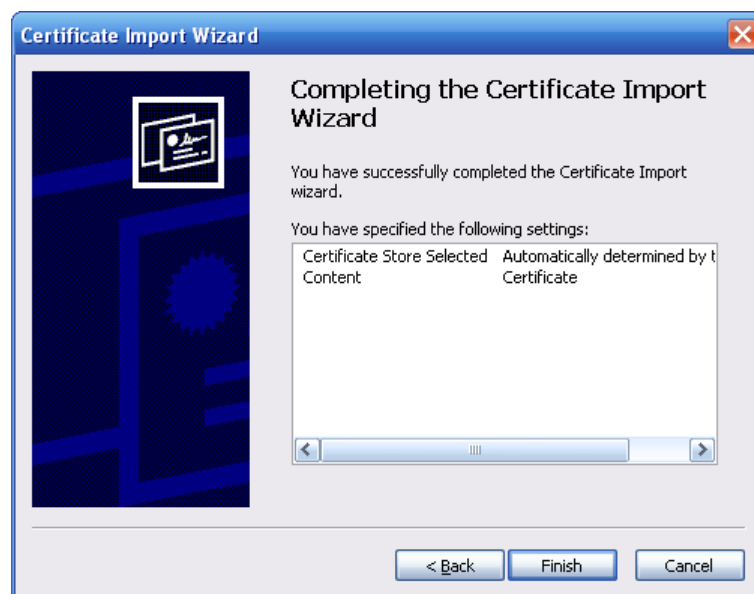 Certificate Import Wizard
Completing the Certificate Import
Wizard
You have successfully completed the Certificate Import
wizard.
You have specified the following settings:
Certificate Store Selected Automatically determined by t
Content Certificate
< Back Finish Cancel